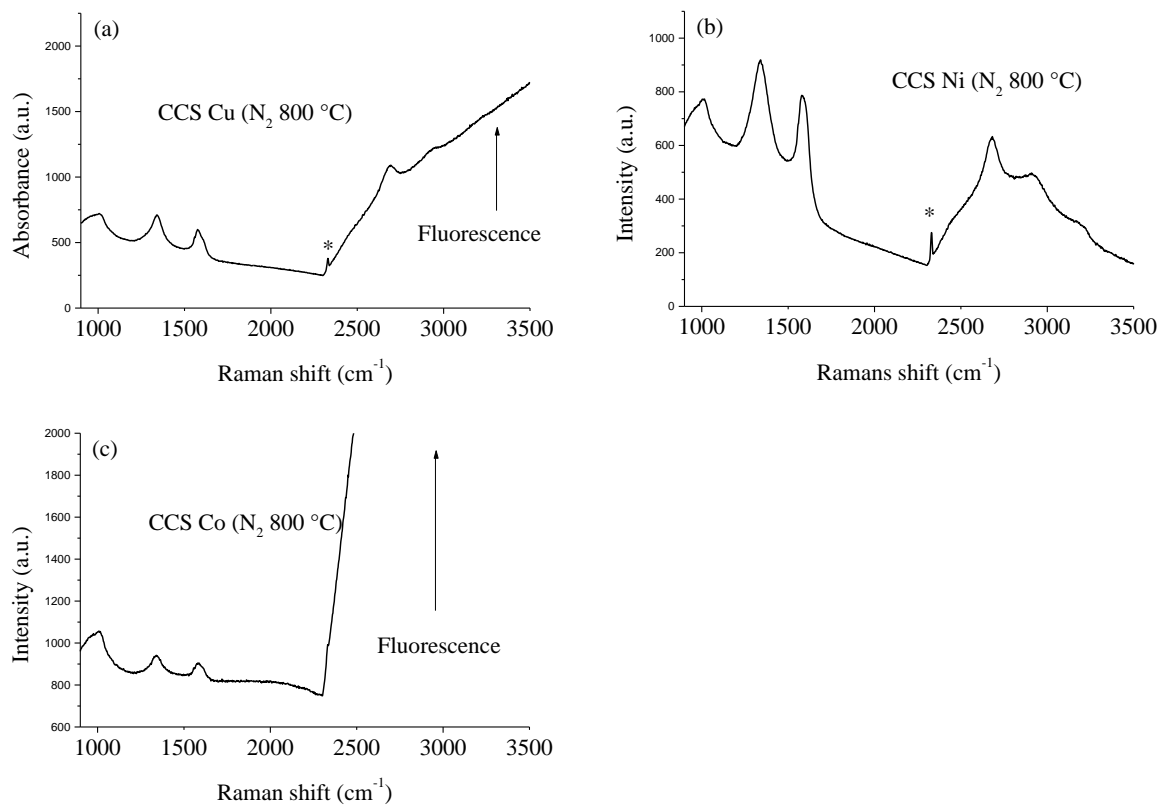 (a)
CCS Cu (N₂ 800 °C)
*
Fluorescence
Absorbance (a.u.)
2000
1500
1000
500
0
1000 1500 2000 2500 3000 3500
Raman shift (cm⁻¹)
(b)
CCS Ni (N₂ 800 °C)
*
Intensity (a.u.)
1000
800
600
400
200
0
1000 1500 2000 2500 3000 3500
Ramans shift (cm⁻¹)
(c)
CCS Co (N₂ 800 °C)
Fluorescence
Intensity (a.u.)
2000
1800
1600
1400
1200
1000
800
600
1000 1500 2000 2500 3000 3500
Raman shift (cm⁻¹)